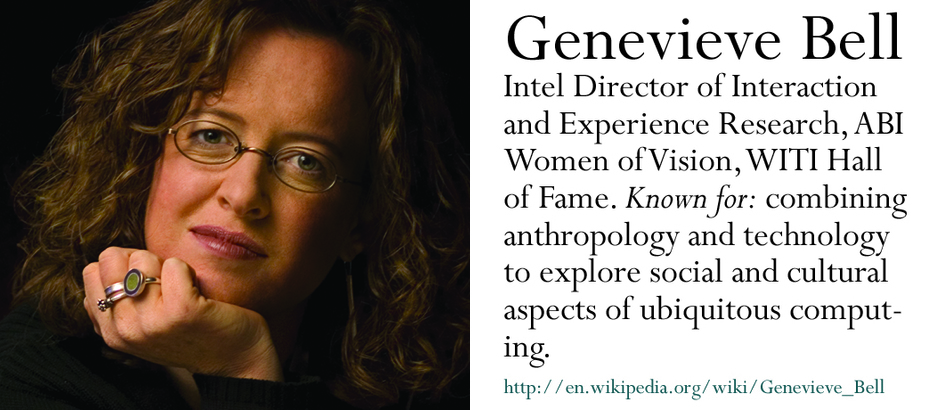 Genevieve Bell
Intel Director of Interaction
and Experience Research, ABI
Women of Vision, WITI Hall
of Fame. Known for: combining
anthropology and technology
to explore social and cultural
aspects of ubiquitous comput-
ing.
http://en.wikipedia.org/wiki/Genevieve_Bell